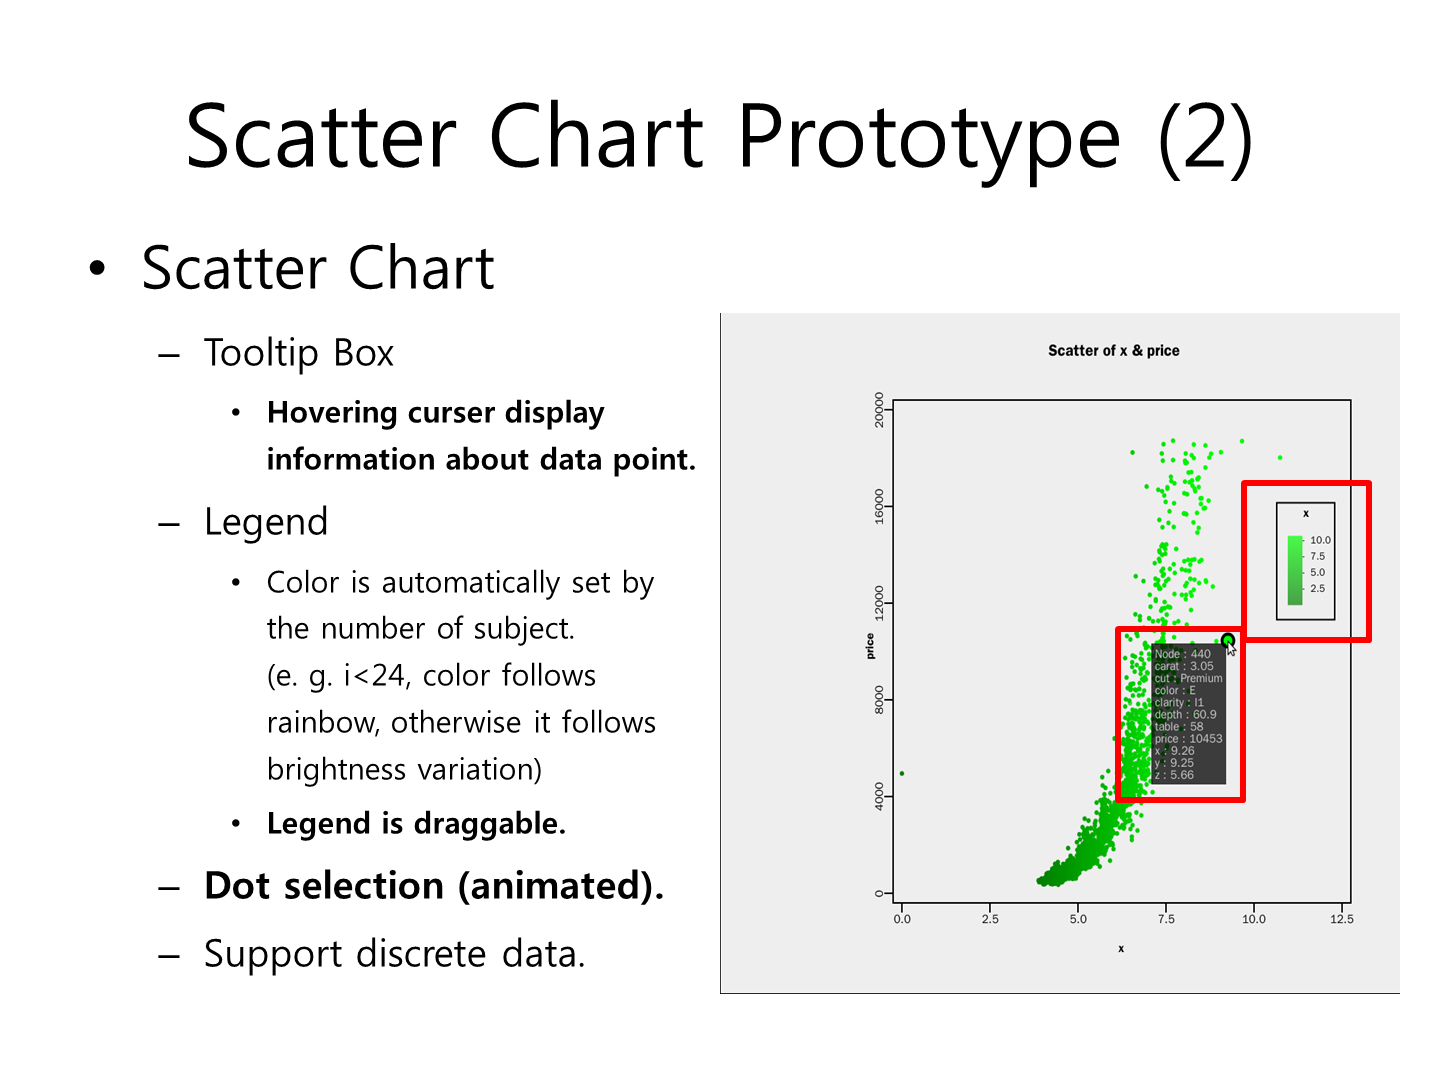 Scatter Chart Prototype (2)
• Scatter Chart
– Tooltip Box
• Hovering curser display
information about data point.
– Legend
• Color is automatically set by
the number of subject.
(e. g. i<24, color follows
rainbow, otherwise it follows
brightness variation)
• Legend is draggable.
– Dot selection (animated).
– Support discrete data.
Scatter of x & price
20000
16000
12000
8000
4000
0
price
0.0 2.5 5.0 7.5 10.0 12.5
x
x
10.0
7.5
5.0
2.5
Node : 440
carat : 3.05
cut : Premium
color : E
clarity : I1
depth : 60.9
table : 58
price : 10453
x : 9.26
y : 9.25
z : 5.66